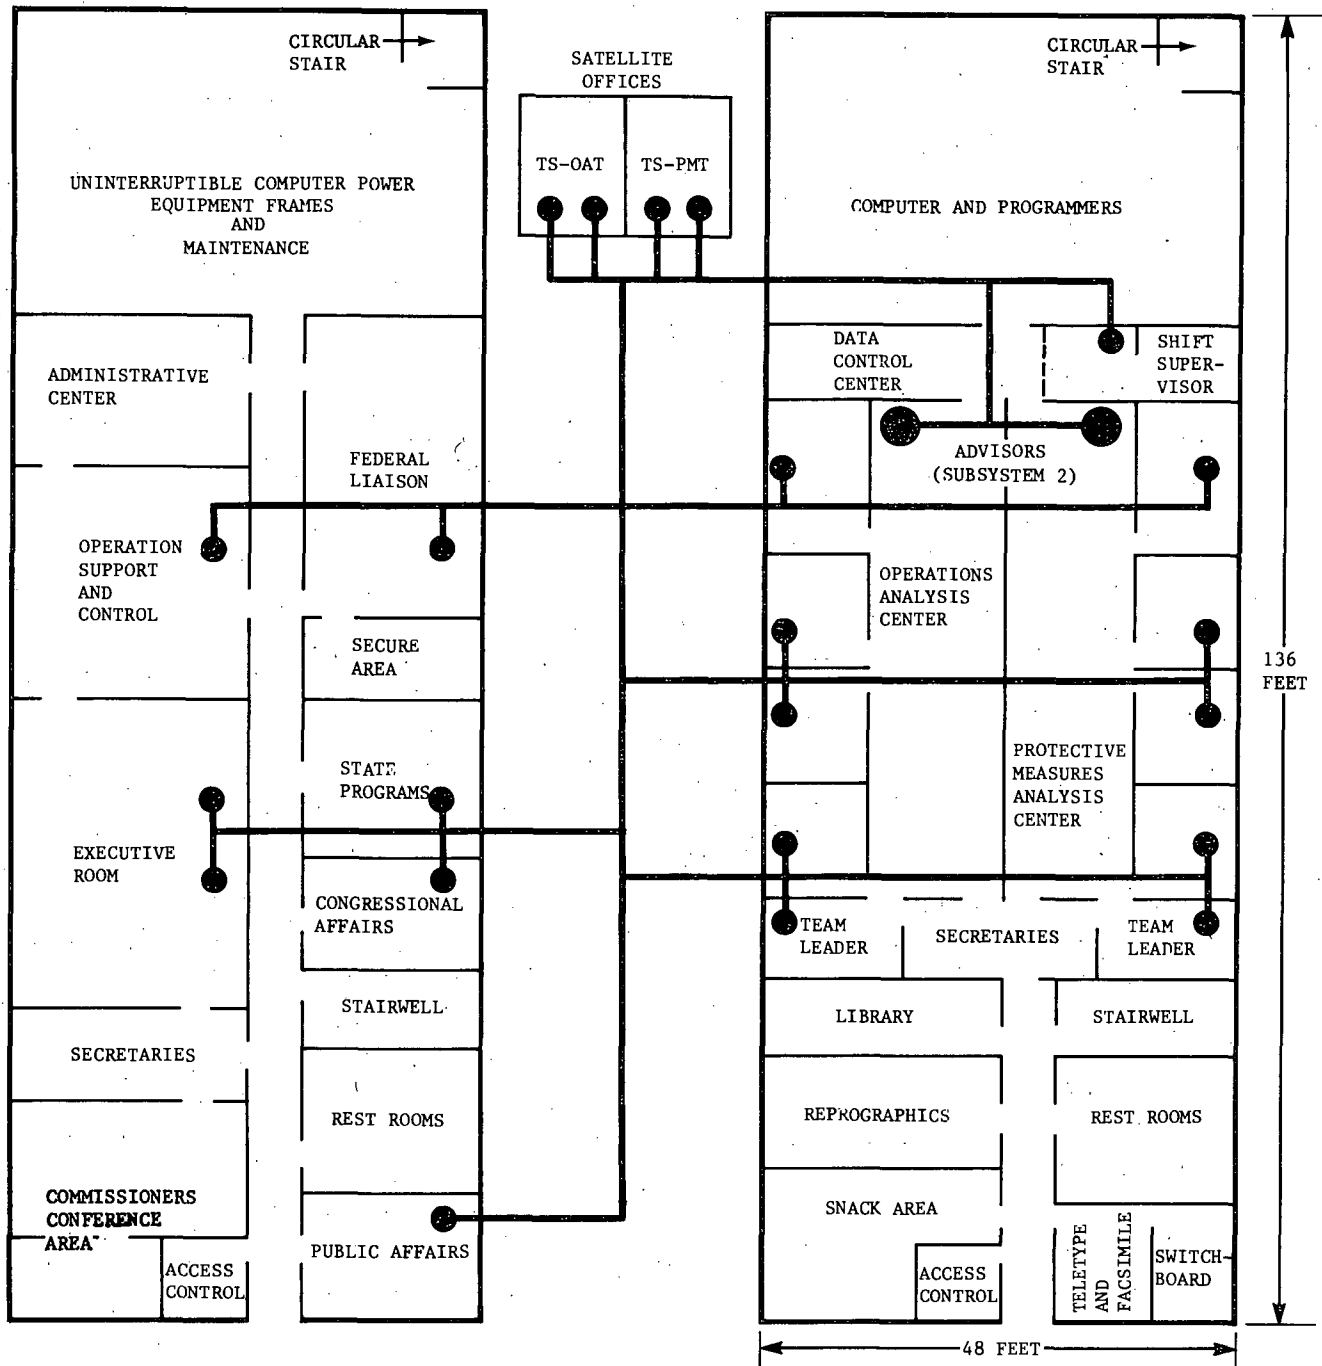 CIRCULAR
STAIR
SATELLITE
OFFICES
CIRCULAR
STAIR
TS-OAT
TS-PMT
UNINTERRUPTIBLE COMPUTER POWER
EQUIPMENT FRAMES
AND
MAINTENANCE
COMPUTER AND PROGRAMMERS
ADMINISTRATIVE
CENTER
DATA
CONTROL
CENTER
SHIFT
SUPER-
VISOR
FEDERAL
LIAISON
ADVISORS
(SUBSYSTEM 2)
OPERATION
SUPPORT
AND
CONTROL
OPERATIONS
ANALYSIS
CENTER
SECURE
AREA
136
FEET
STATE
PROGRAMS
PROTECTIVE
MEASURES
ANALYSIS
CENTER
EXECUTIVE
ROOM
CONGRESSIONAL
AFFAIRS
TEAM
LEADER
SECRETARIES
TEAM
LEADER
STAIRWELL
LIBRARY
STAIRWELL
SECRETARIES
REST ROOMS
REPROGRAPHICS
REST ROOMS
COMMISSIONERS
CONFERENCE
AREA
SNACK AREA
PUBLIC AFFAIRS
ACCESS
CONTROL
ACCESS
CONTROL
TELETYPE
AND
FACSIMILE
SWITCH-
BOARD
48 FEET